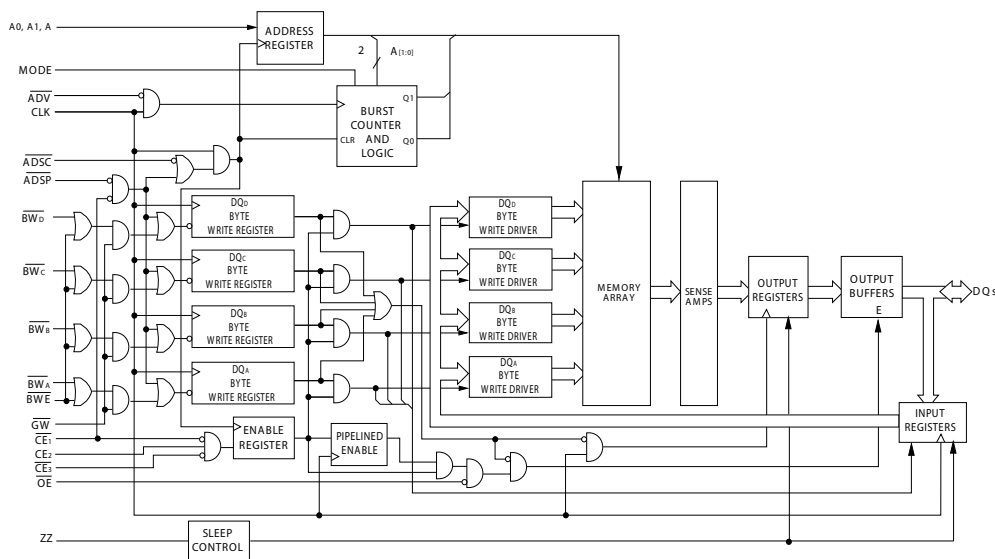 A0, A1, A
ADDRESS
REGISTER
2
A[1:0]
MODE
ADV
CLK
BURST
COUNTER
AND
LOGIC
CLR
Q1
Q0
ADSC
ADSP
BWD
DQD
BYTE
WRITE REGISTER
DQD
BYTE
WRITE DRIVER
BWC
DQC
BYTE
WRITE REGISTER
DQC
BYTE
WRITE DRIVER
BWB
DQB
BYTE
WRITE REGISTER
DQB
BYTE
WRITE DRIVER
BWA
BWE
DQA
BYTE
WRITE REGISTER
DQA
BYTE
WRITE DRIVER
MEMORY
ARRAY
SENSE
AMPS
OUTPUT
REGISTERS
OUTPUT
BUFFERS
E
DQs
INPUT
REGISTERS
GW
CE1
CE2
CE3
OE
ENABLE
REGISTER
PIPELINED
ENABLE
ZZ
SLEEP
CONTROL